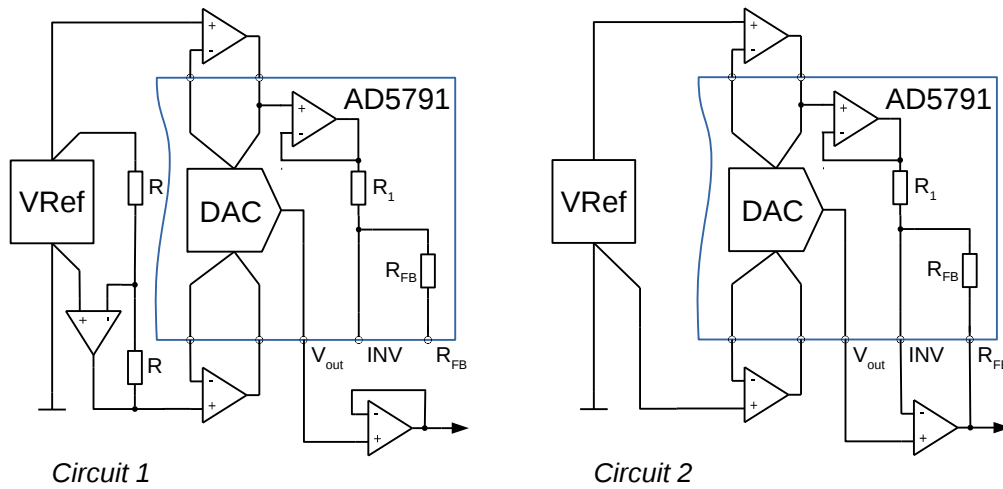 +
-
AD5791
+
-
VRef
R
DAC
R1
RFB
+
-
R
Vout
INV
RFB
-
+
-
+
Circuit 1
+
-
AD5791
+
-
VRef
DAC
R1
RFB
Vout
INV
RFB
-
+
-
+
Circuit 2